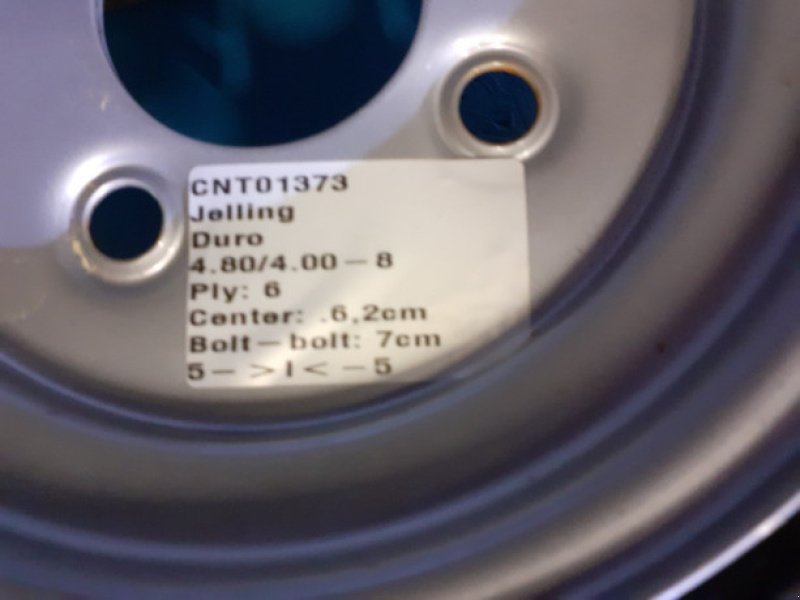 CNT01373
Jelling
Duro
4.80/4.00-8
Ply: 6
Center: .6,2cm
Bolt-bolt: 7cm
5- >I< -5